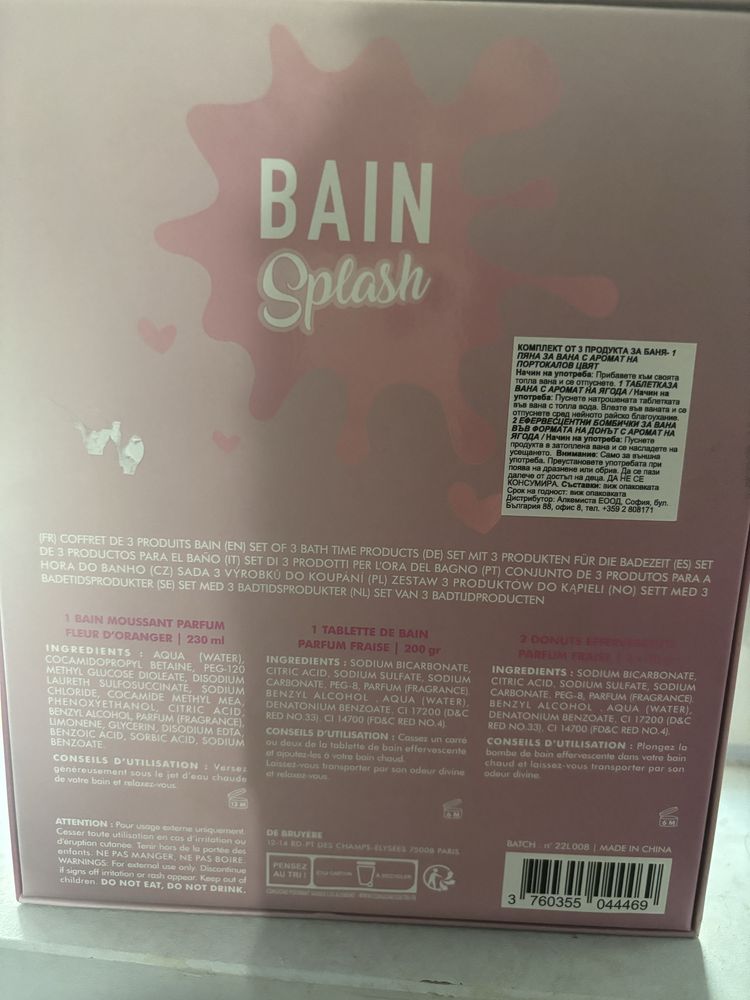 BAIN
Splash
КОМПЛЕКТ ОТ 3 ПРОДУКТА ЗА БАНЯ- 1
ПЯНА ЗА ВАНА С АРОМАТ НА
ПОРТОКАЛОВ ЦВЯТ
Начин на употреба: Прибавете към своята
топла вана и се отпуснете. 1 ТАБЛЕТКАЗА
ВАНА С АРОМАТ НА ЯГОДА / Начин на
употреба: Пуснете натрошената таблетката
във вана с топла вода. Влезте във ваната и се
отпуснете сред нейното райско благоухание.
2 ЕФЕРВЕСЦЕНТНИ БОМБИЧКИ ЗА ВАНА
ВЪВ ФОРМАТА НА ДОНЪТ С АРОМАТ НА
ЯГОДА / Начин на употреба: Пуснете
продукта в затоплена вана и се насладете на
усещането. Внимание: Само за външна
употреба. Преустановете употребата при
поява на дразнене или обрив. Да се пази
далече от достъп на деца. ДА НЕ СЕ
КОНСУМИРА. Съставки: виж опаковката
Срок на годност: виж опаковката
Дистрибутор: Алкемиста ЕООД, София, бул.
България 88, офис 8, тел. +359 2 808171
(FR) COFFRET DE 3 PRODUITS BAIN (EN) SET OF 3 BATH TIME PRODUCTS (DE) SET MIT 3 PRODUKTEN FÜR DIE BADEZEIT (ES) SET
DE 3 PRODUCTOS PARA EL BAÑO (IT) SET DI 3 PRODOTTI PER L'ORA DEL BAGNO (PT) CONJUNTO DE 3 PRODUTOS PARA A
HORA DO BANHO (CZ) SADA 3 VÝROBKŮ DO KOUPÁNÍ (PL) ZESTAW 3 PRODUKTÓW DO KĄPIELI (NO) SETT MED 3
BADETIDSPRODUKTER (SE) SET MED 3 BADTIDSPRODUKTER (NL) SET VAN 3 BADTIJDPRODUCTEN
1 BAIN MOUSSANT PARFUM
FLEUR D'ORANGER | 230 ml
INGREDIENTS : AQUA (WATER),
COCAMIDOPROPYL BETAINE, PEG-120
METHYL GLUCOSE DIOLEATE, DISODIUM
LAURETH SULFOSUCCINATE, SODIUM
CHLORIDE, COCAMIDE METHYL MEA,
PHENOXYETHANOL, CITRIC ACID,
BENZYL ALCOHOL, PARFUM (FRAGRANCE),
LIMONENE, GLYCERIN, DISODIUM EDTA,
BENZOIC ACID, SORBIC ACID, SODIUM
BENZOATE.
CONSEILS D'UTILISATION : Versez
généreusement sous le jet d'eau chaude
de votre bain et relaxez-vous.
12 M
1 TABLETTE DE BAIN
PARFUM FRAISE | 200 gr
INGREDIENTS : SODIUM BICARBONATE,
CITRIC ACID, SODIUM SULFATE, SODIUM
CARBONATE, PEG-8, PARFUM (FRAGRANCE),
BENZYL ALCOHOL , AQUA (WATER),
DENATONIUM BENZOATE, CI 17200 (D&C
RED NO.33), CI 14700 (FD&C RED NO.4).
CONSEILS D'UTILISATION : Cassez un carré
ou deux de la tablette de bain effervescente
et ajoutez-les à votre bain chaud.
Laissez-vous transporter par son odeur divine
et relaxez-vous.
6 M
2 DONUTS EFFERVESCENTS
PARFUM FRAISE
INGREDIENTS : SODIUM BICARBONATE,
CITRIC ACID, SODIUM SULFATE, SODIUM
CARBONATE, PEG-8, PARFUM (FRAGRANCE),
BENZYL ALCOHOL , AQUA (WATER),
DENATONIUM BENZOATE, CI 17200 (D&C
RED NO.33), CI 14700 (FD&C RED NO.4).
CONSEILS D'UTILISATION : Plongez la
bombe de bain effervescente dans votre bain
chaud et laissez-vous transporter par son
odeur divine.
6 M
ATTENTION : Pour usage externe uniquement.
Cesser toute utilisation en cas d'irritation ou
d'éruption cutanée. Tenir hors de la portée des
enfants. NE PAS MANGER, NE PAS BOIRE.
WARNINGS: For external use only. Discontinue
if signs off irritation or rash appear. Keep out of
children. DO NOT EAT, DO NOT DRINK.
DE BRUYÈRE
12-14 RD-PT DES CHAMPS-ELYSEES 75008 PARIS
PENSEZ
AU TRI !
ETUI CARTON
A RECYCLER
BATCH : n° 22L008 | MADE IN CHINA
3 760355 044469